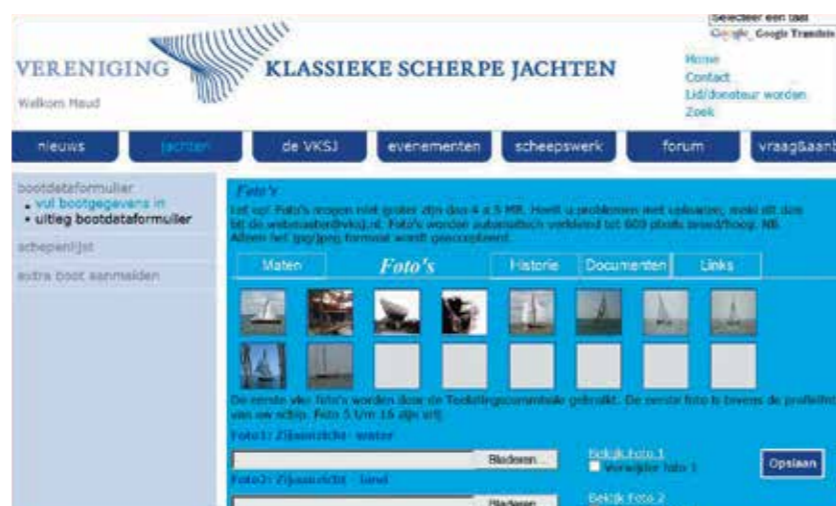 Selecteer een taal
Google Google Translate
VERENIGING KLASSIEKE SCHERPE JACHTEN
Welkom Maud
Home
Contact
Lid/donateur worden
Zoek
nieuws jachten de VKSJ evenementen scheepswerk forum vraag&aanb
bootdataformulier
vul bootgegevens in
uitleg bootdataformulier
schepenlijst
extra boot aanmelden
Foto's
Let op! Foto's mogen niet groter zijn dan 4 a 5 MB. Heeft u problemen met uploaden, meld dit dan
bij de webmaster@vksj.nl. Foto's worden automatisch verkleind tot 600 pixels breed/hoog. NB.
Alleen het jpg/jpeg formaat wordt geaccepteerd.
Maten Foto's Historie Documenten Links
De eerste vier foto's worden door de Toelatingscommissie gebruikt. De eerste foto is tevens de profielfot
van uw schip. Foto 5 t/m 16 zijn vrij.
Foto1: Zijaanzicht - water
Bladeren... Bekijk Foto 1
Verwijder foto 1
Opslaan
Foto2: Zijaanzicht - land
Bladeren... Bekijk Foto 2